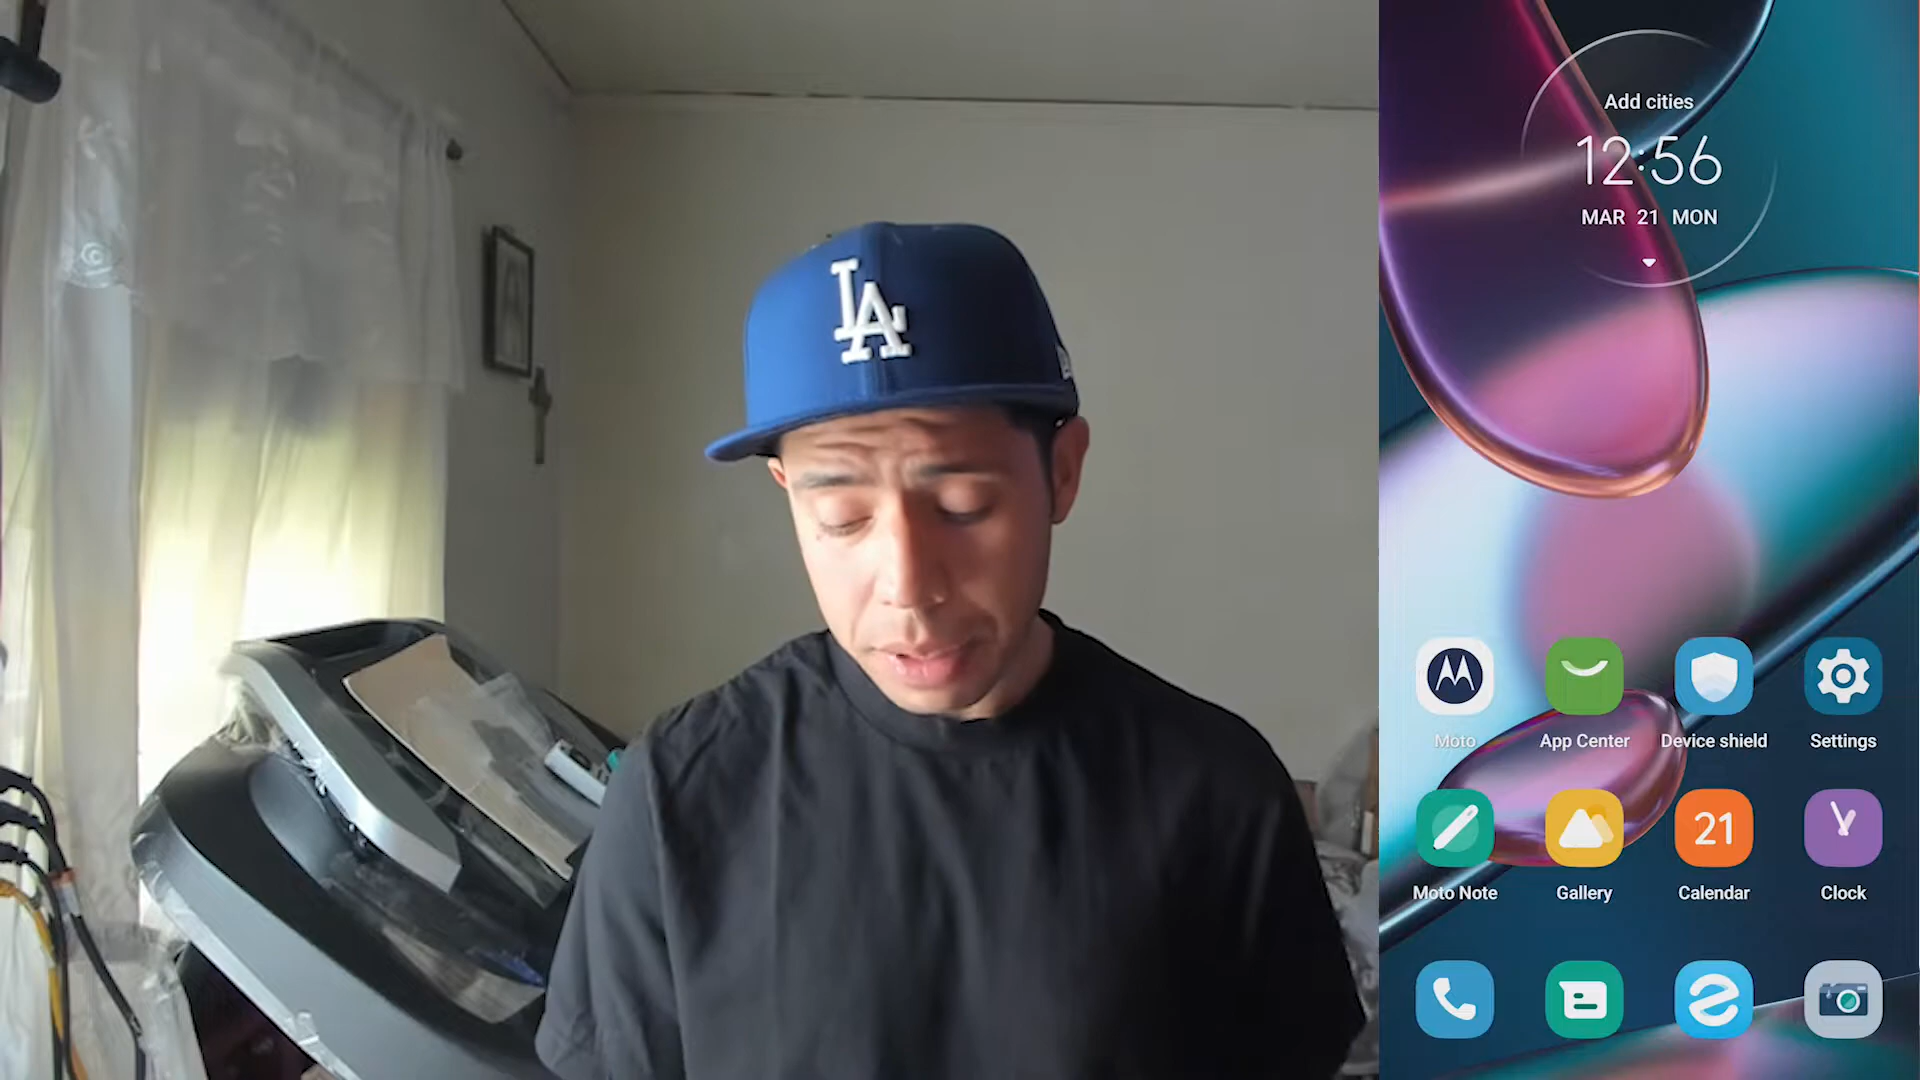 LA
Add cities
12:56
MAR 21 MON
Moto
App Center
Device shield
Settings
21
Moto Note
Gallery
Calendar
Clock